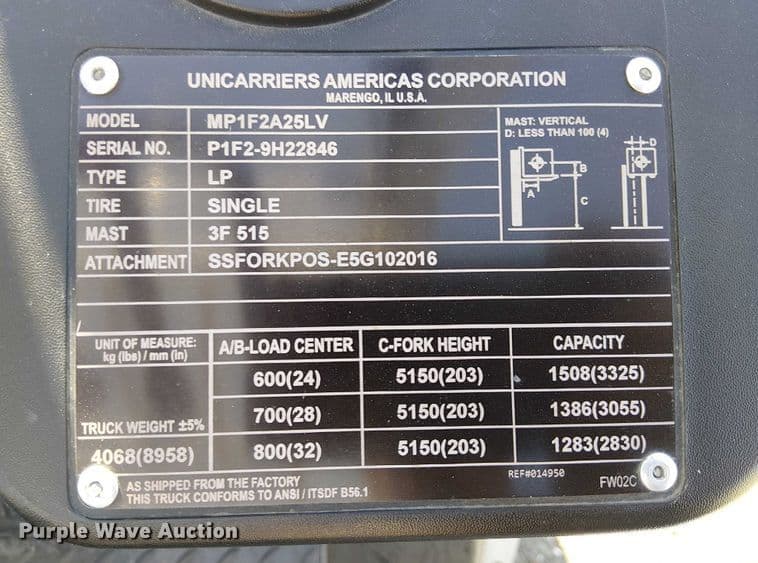 UNICARRIERS AMERICAS CORPORATION
MARENGO, IL U.S.A.
MODEL MP1F2A25LV
SERIAL NO. P1F2-9H22846
TYPE LP
TIRE SINGLE
MAST 3F 515
ATTACHMENT SSFORKPOS-E5G102016
MAST: VERTICAL
D: LESS THAN 100 (4)
D
B
A
C
UNIT OF MEASURE:
kg (lbs) / mm (in)
A/B-LOAD CENTER C-FORK HEIGHT CAPACITY
600(24) 5150(203) 1508(3325)
700(28) 5150(203) 1386(3055)
TRUCK WEIGHT ±5%
4068(8958) 800(32) 5150(203) 1283(2830)
AS SHIPPED FROM THE FACTORY
THIS TRUCK CONFORMS TO ANSI / ITSDF B56.1
REF#014950
FW02C
Purple Wave Auction